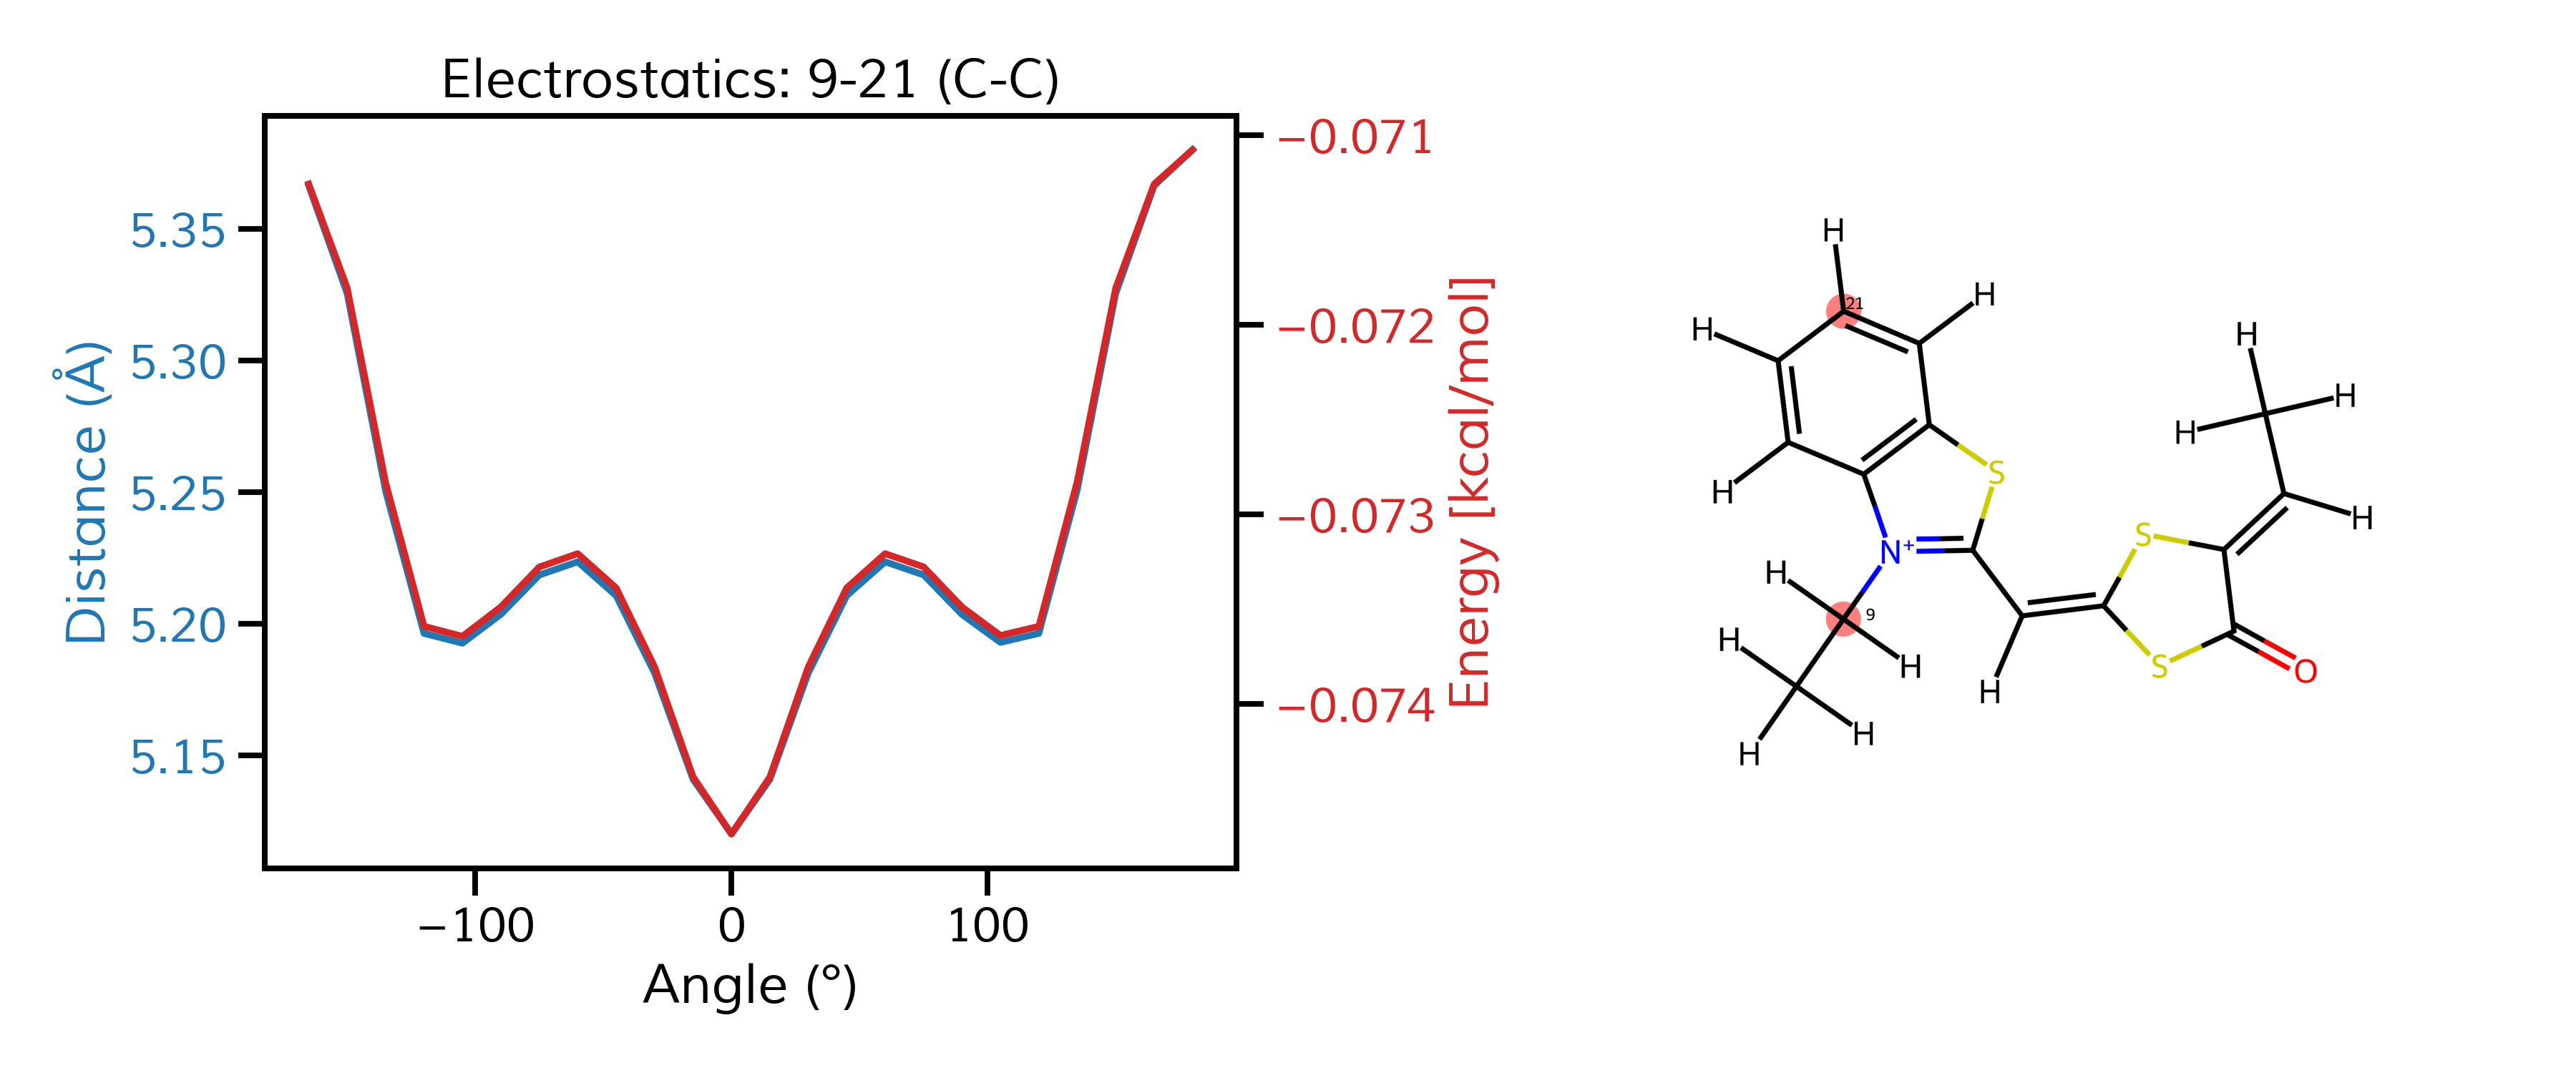 Electrostatics: 9-21 (C-C)
Distance (Å)
5.35
5.30
5.25
5.20
5.15
−100
0
100
Angle (°)
−0.071
−0.072
−0.073
−0.074
Energy [kcal/mol]
H
H
21
H
H
H
H
H
S
H
H
S
N+
H
9
H
H
S
O
H
H
H